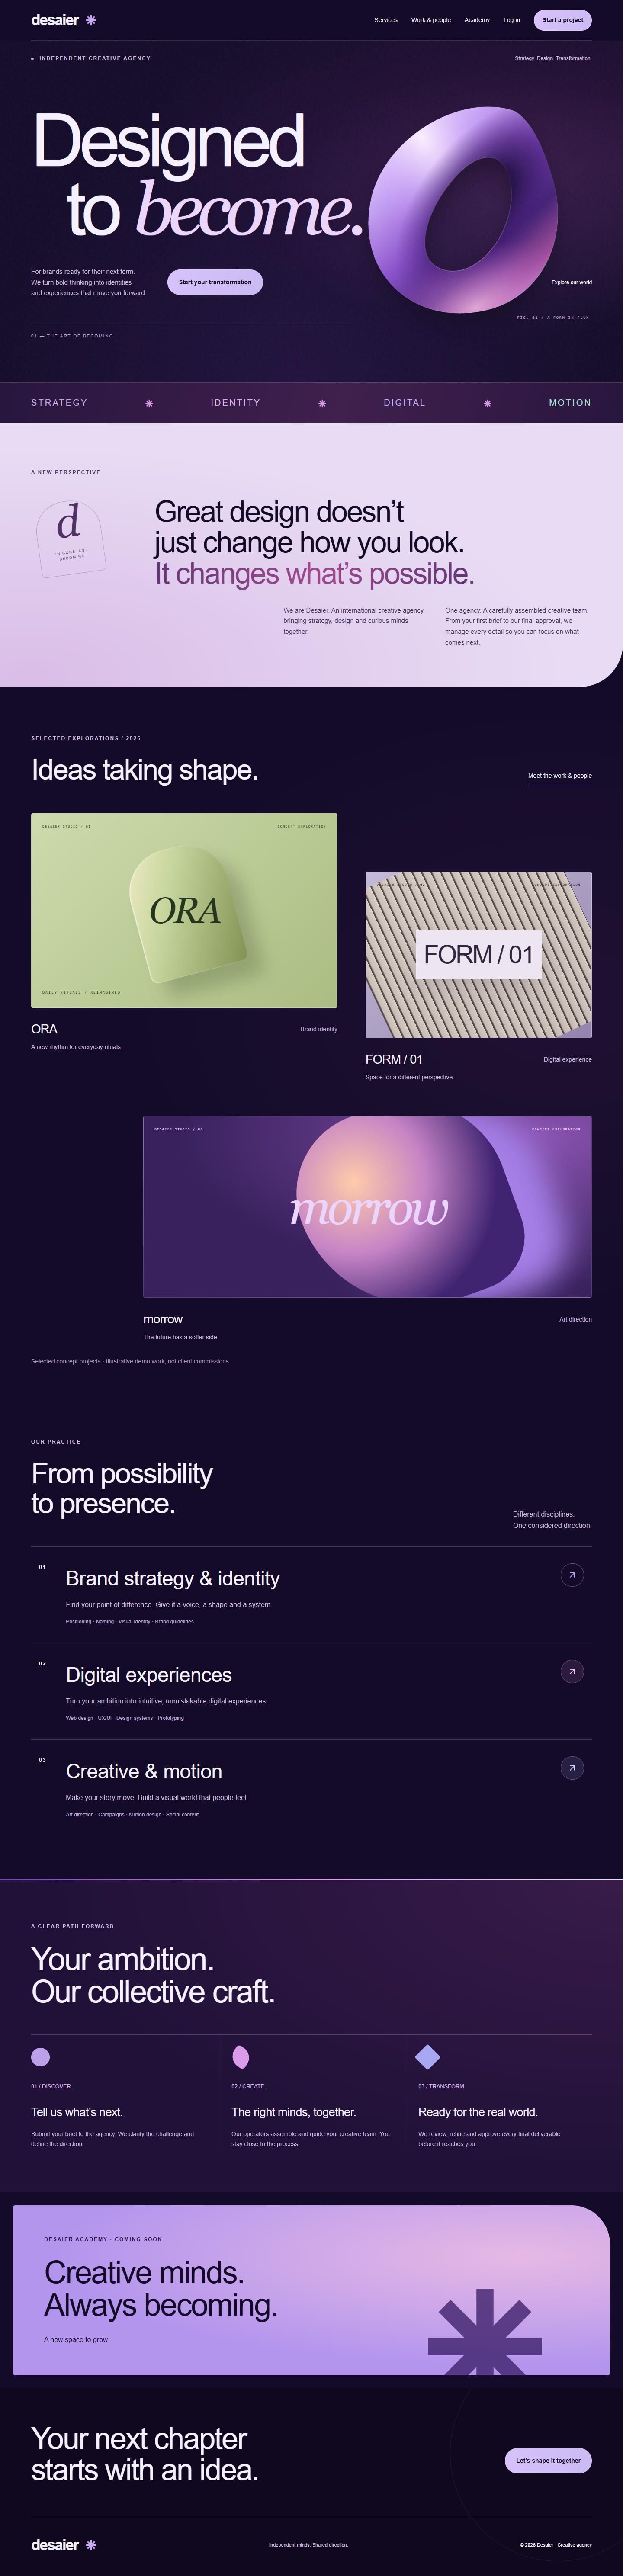 desaier
Services
Work & people
Academy
Log in
Start a project
INDEPENDENT CREATIVE AGENCY
Strategy. Design. Transformation.
Designed
to become.
For brands ready for their next form.
We turn bold thinking into identities
and experiences that move you forward.
Start your transformation
Explore our world
FIG. 01 / A FORM IN FLUX
01 — THE ART OF BECOMING
STRATEGY
IDENTITY
DIGITAL
MOTION
A NEW PERSPECTIVE
d
IN CONSTANT
BECOMING
Great design doesn’t
just change how you look.
It changes what’s possible.
We are Desaier. An international creative agency
bringing strategy, design and curious minds
together.
One agency. A carefully assembled creative team.
From your first brief to our final approval, we
manage every detail so you can focus on what
comes next.
SELECTED EXPLORATIONS / 2026
Ideas taking shape.
Meet the work & people
DESAIER STUDIO / 01
CONCEPT EXPLORATION
ORA
DAILY RITUALS / REIMAGINED
ORA
Brand identity
A new rhythm for everyday rituals.
FORM / 01
FORM / 01
Digital experience
Space for a different perspective.
DESAIER STUDIO / 03
CONCEPT EXPLORATION
morrow
morrow
Art direction
The future has a softer side.
Selected concept projects · Illustrative demo work, not client commissions.
OUR PRACTICE
From possibility
to presence.
Different disciplines.
One considered direction.
01
Brand strategy & identity
Find your point of difference. Give it a voice, a shape and a system.
Positioning · Naming · Visual identity · Brand guidelines
02
Digital experiences
Turn your ambition into intuitive, unmistakable digital experiences.
Web design · UX/UI · Design systems · Prototyping
03
Creative & motion
Make your story move. Build a visual world that people feel.
Art direction · Campaigns · Motion design · Social content
A CLEAR PATH FORWARD
Your ambition.
Our collective craft.
01 / DISCOVER
Tell us what’s next.
Submit your brief to the agency. We clarify the challenge and
define the direction.
02 / CREATE
The right minds, together.
Our operators assemble and guide your creative team. You
stay close to the process.
03 / TRANSFORM
Ready for the real world.
We review, refine and approve every final deliverable
before it reaches you.
DESAIER ACADEMY · COMING SOON
Creative minds.
Always becoming.
A new space to grow
Your next chapter
starts with an idea.
Let’s shape it together
desaier
Independent minds. Shared direction.
© 2026 Desaier · Creative agency